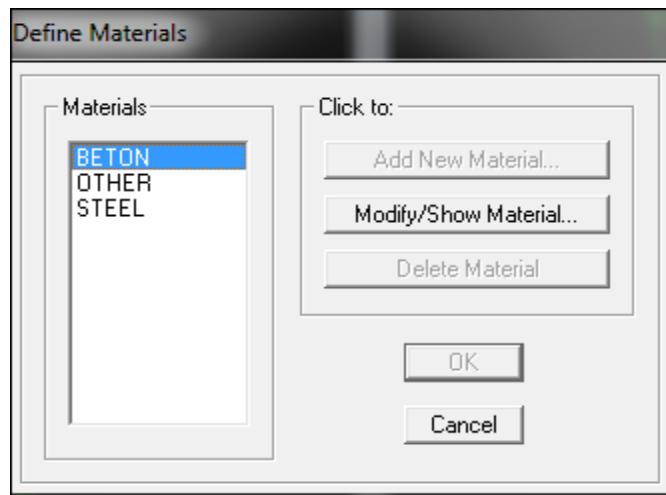 Define Materials
Materials
BETON
OTHER
STEEL
Click to:
Add New Material...
Modify/Show Material...
Delete Material
OK
Cancel